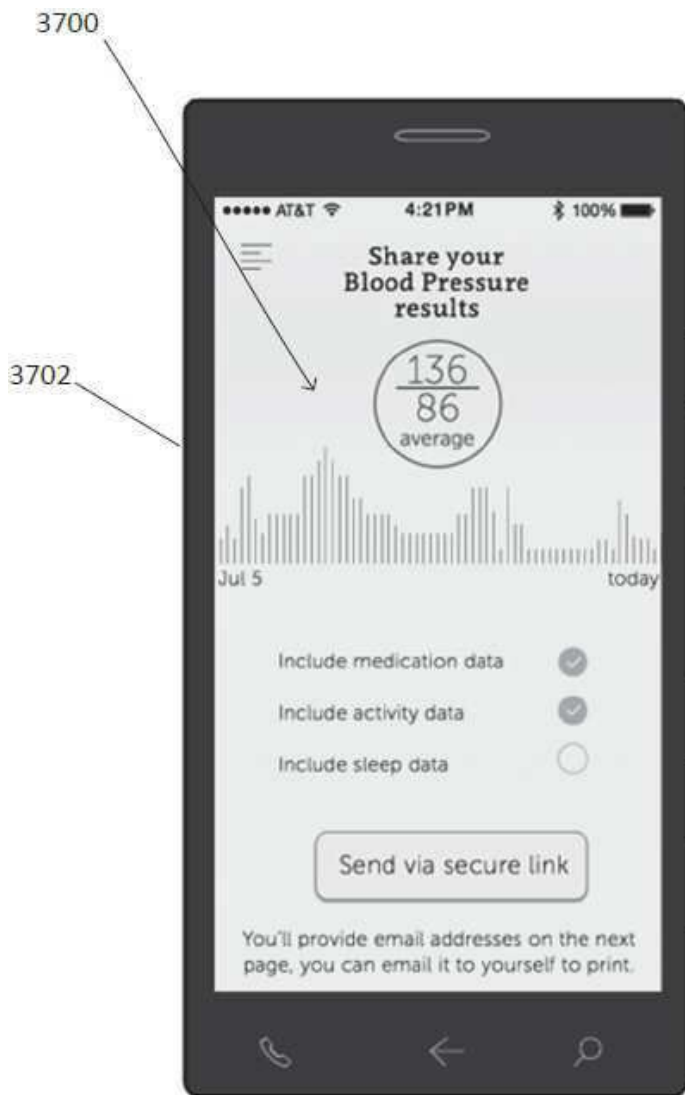 3700
3702
AT&T 4:21 PM 100%
Share your
Blood Pressure
results
136
86
average
Jul 5 today
Include medication data
Include activity data
Include sleep data
Send via secure link
You'll provide email addresses on the next
page, you can email it to yourself to print.